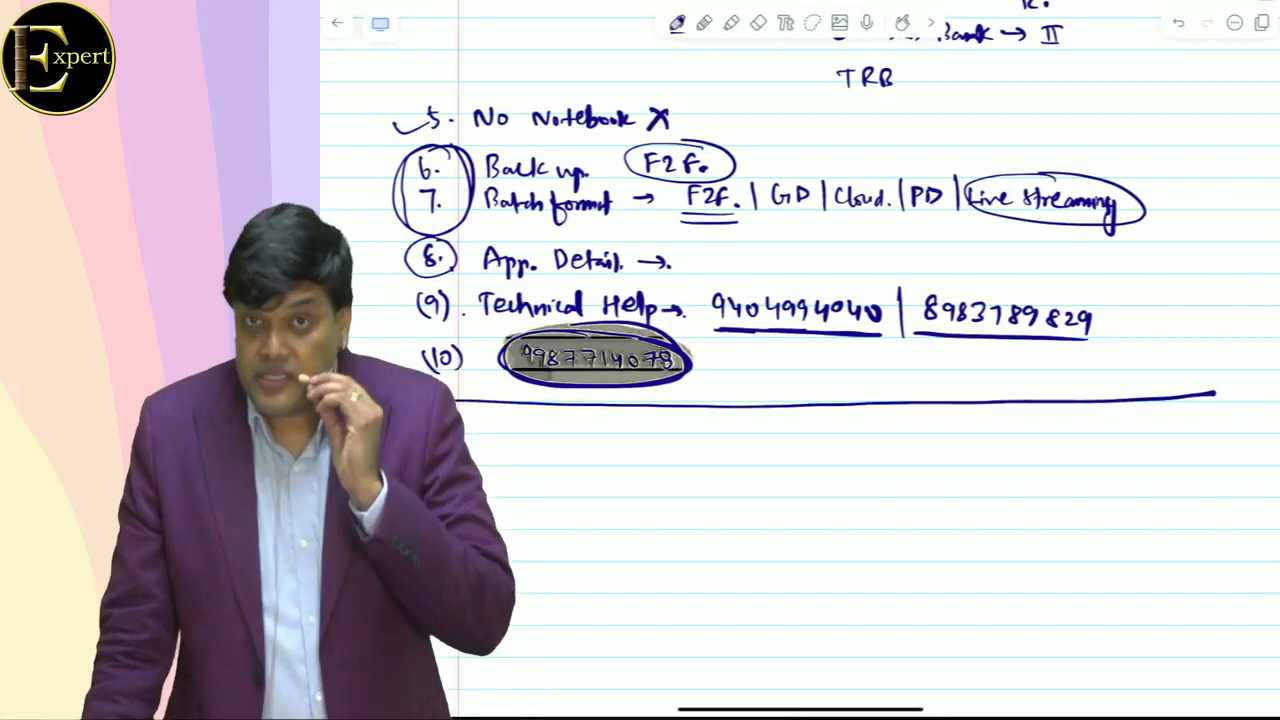 Expert
Bank → II
TRB
5. No Notebook X
6. Back up. F2F.
7. Batch format → F2F. | GD | Cloud. | PD | Live Streaming
8. App. Detail. →.
(9). Technical Help →. 9404994040 | 8983789829
(10) 9987714078